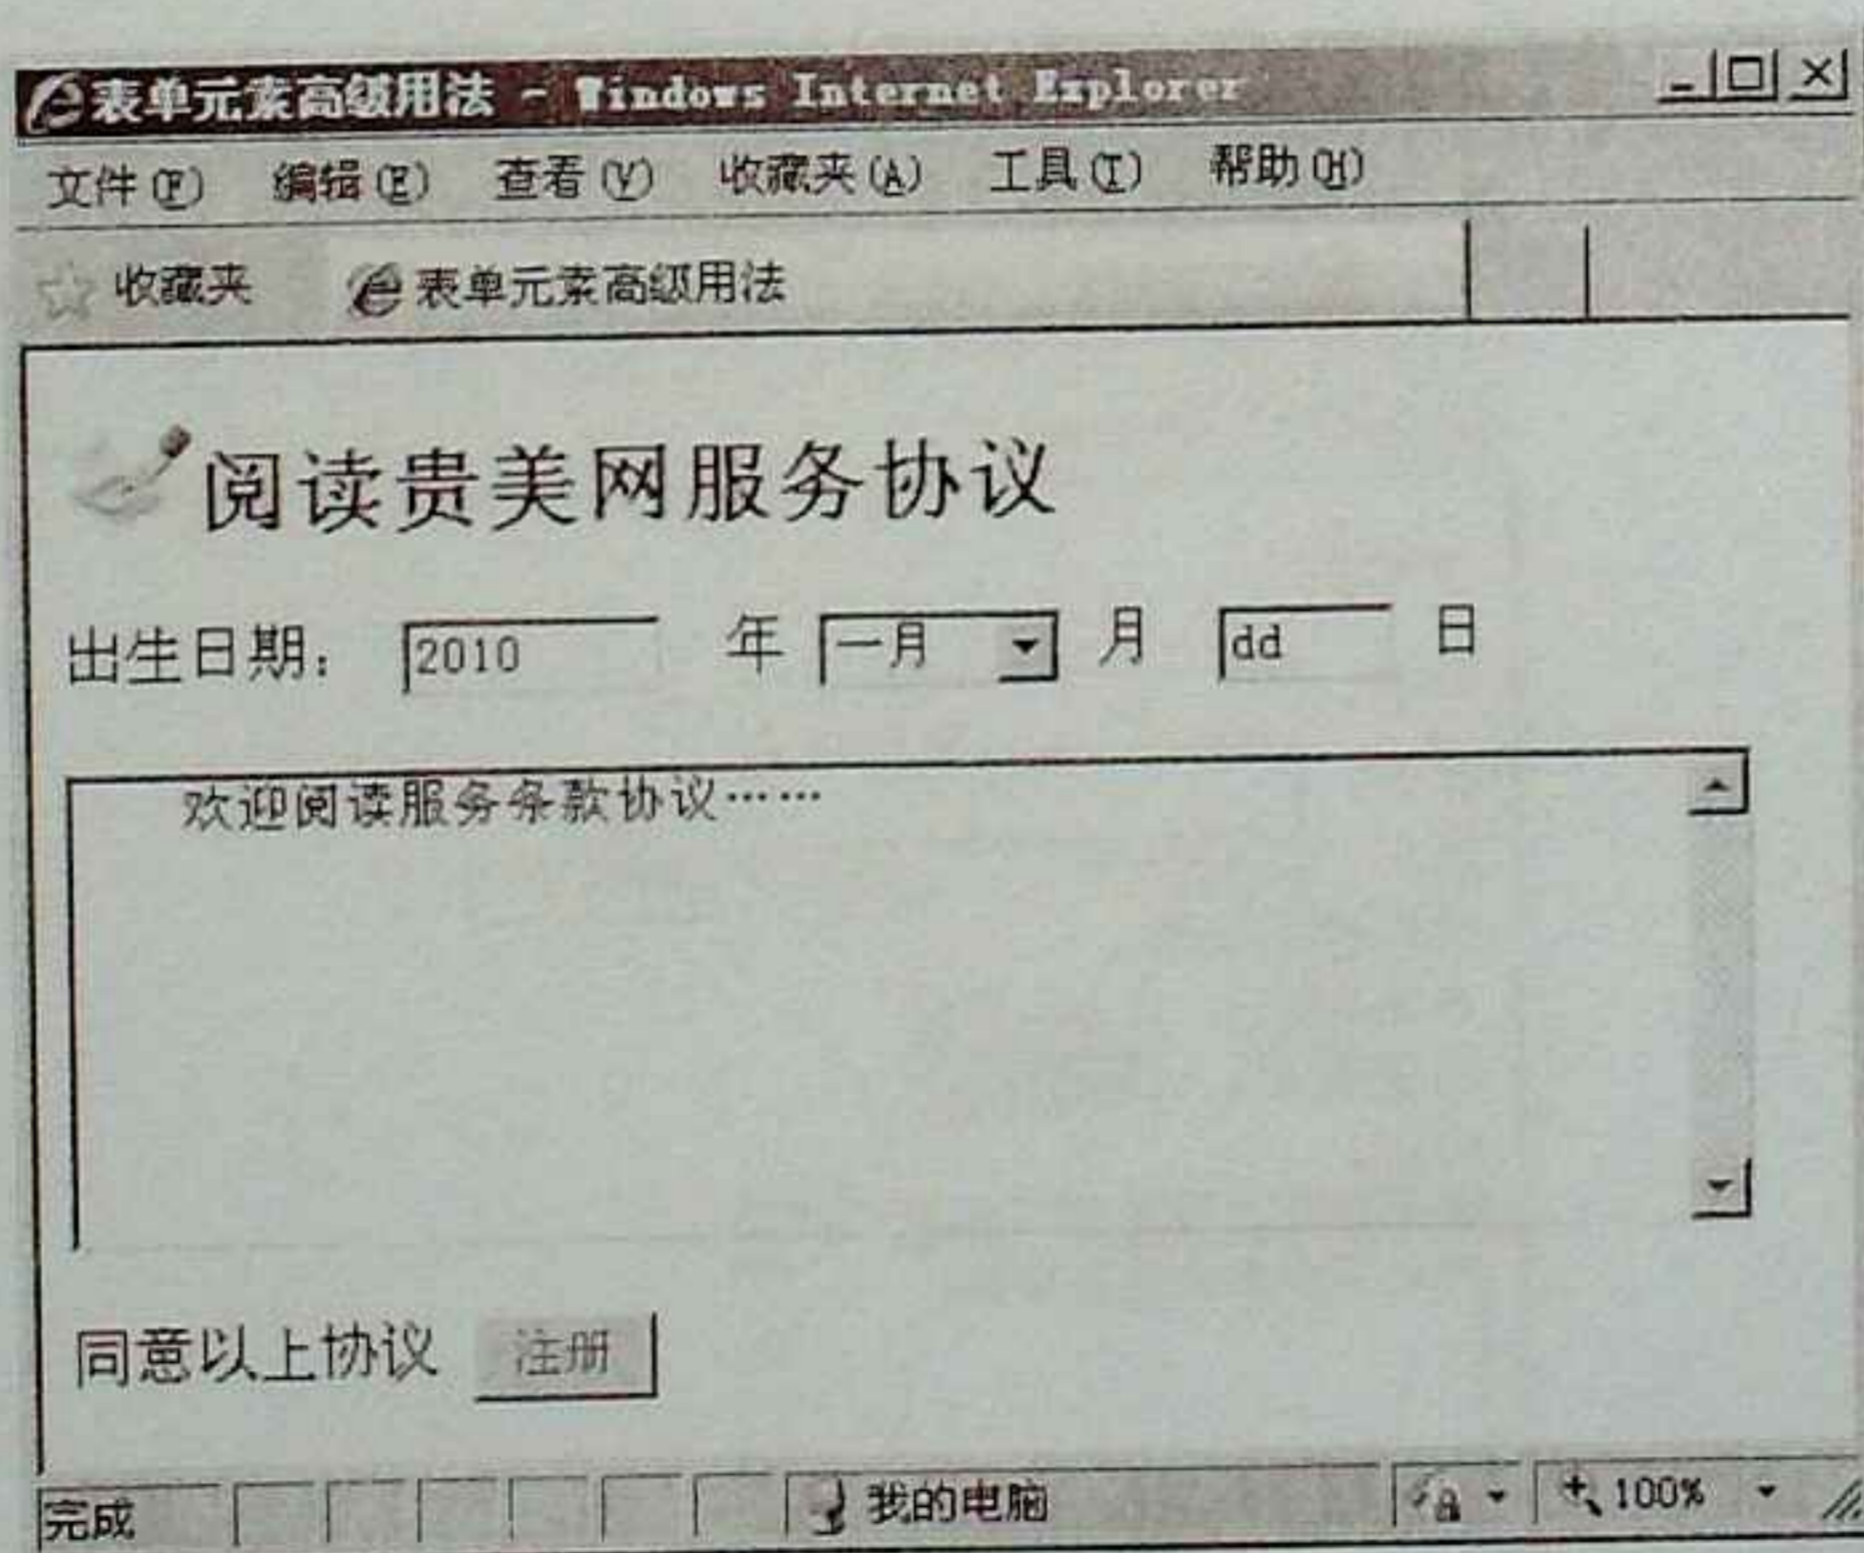 表单元素高级用法 - Windows Internet Explorer
文件(F) 编辑(E) 查看(V) 收藏夹(A) 工具(T) 帮助(H)
收藏夹 表单元素高级用法
阅读贵美网服务协议
出生日期： 2010 年 一月 月 dd 日
欢迎阅读服务条款协议……
同意以上协议 注册
完成 我的电脑 100%